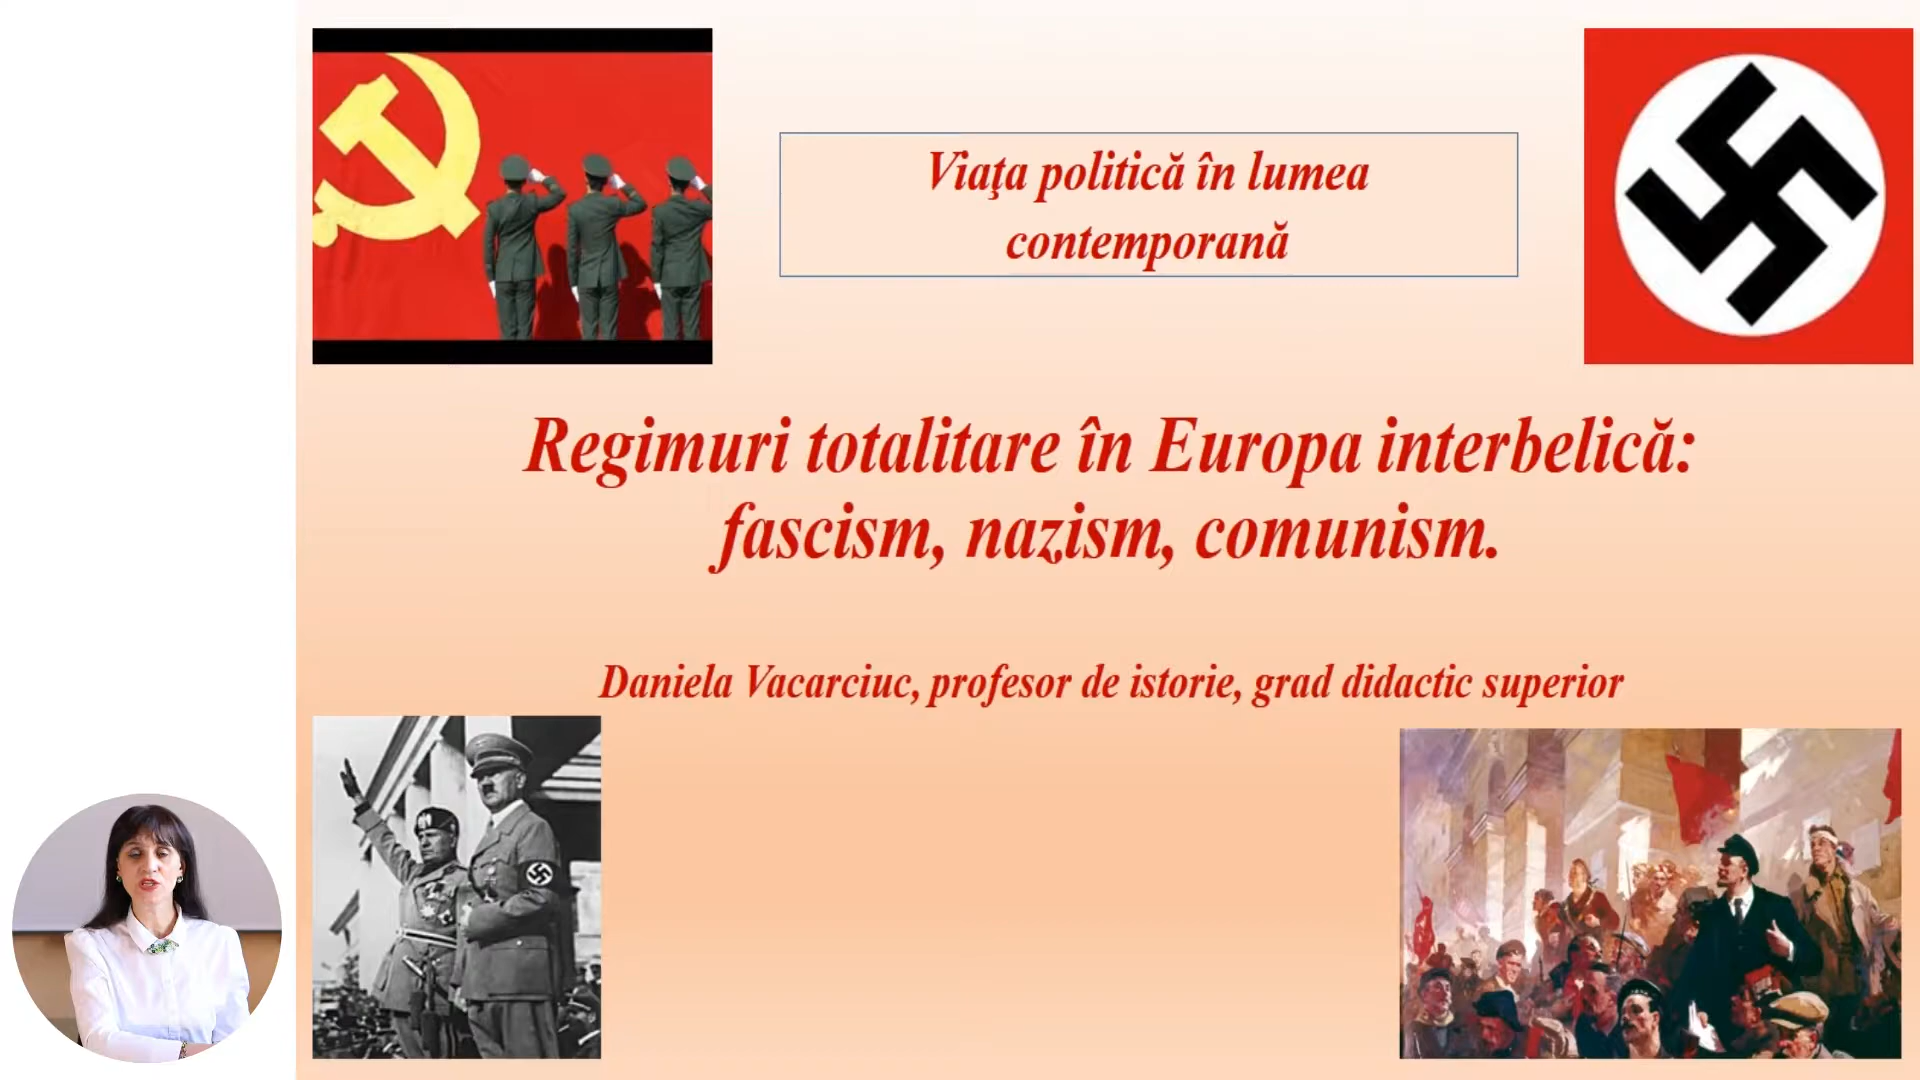 Viaţa politică în lumea
contemporană
Regimuri totalitare în Europa interbelică:
fascism, nazism, comunism.
Daniela Vacarciuc, profesor de istorie, grad didactic superior